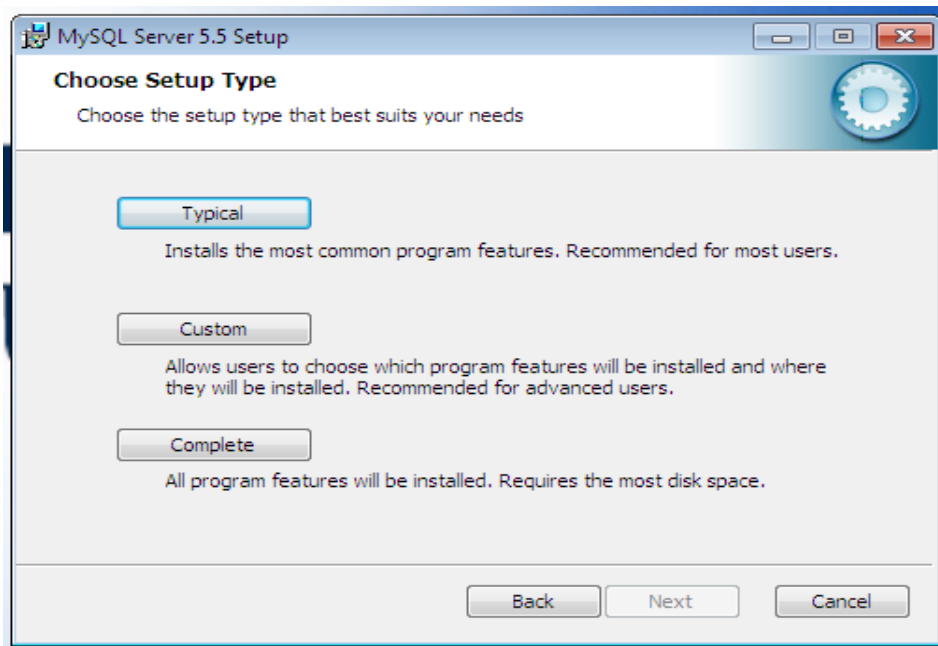 MySQL Server 5.5 Setup
Choose Setup Type
Choose the setup type that best suits your needs
Typical
Installs the most common program features. Recommended for most users.
Custom
Allows users to choose which program features will be installed and where
they will be installed. Recommended for advanced users.
Complete
All program features will be installed. Requires the most disk space.
Back
Next
Cancel